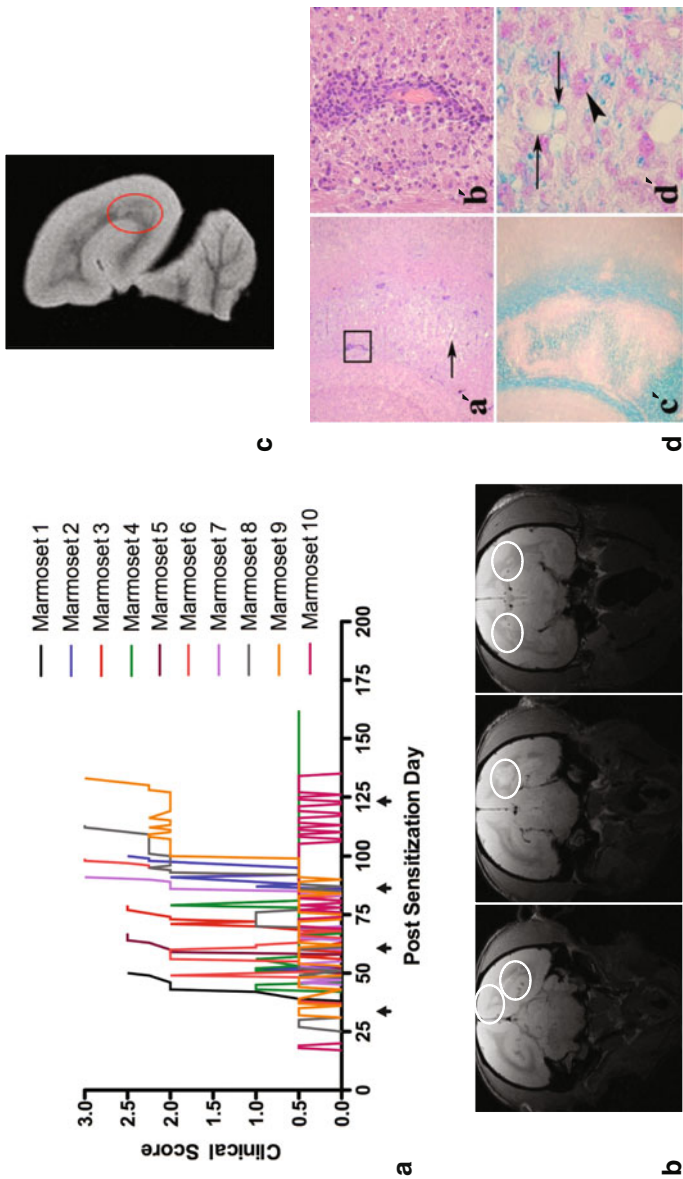 a
Clinical Score
3.0
2.5
2.0
1.5
1.0
0.5
0.0
0 25 50 75 100 125 150 175 200
Post Sensitization Day
Marmoset 1
Marmoset 2
Marmoset 3
Marmoset 4
Marmoset 5
Marmoset 6
Marmoset 7
Marmoset 8
Marmoset 9
Marmoset 10
b
c
d
a´
b´
c´
d´